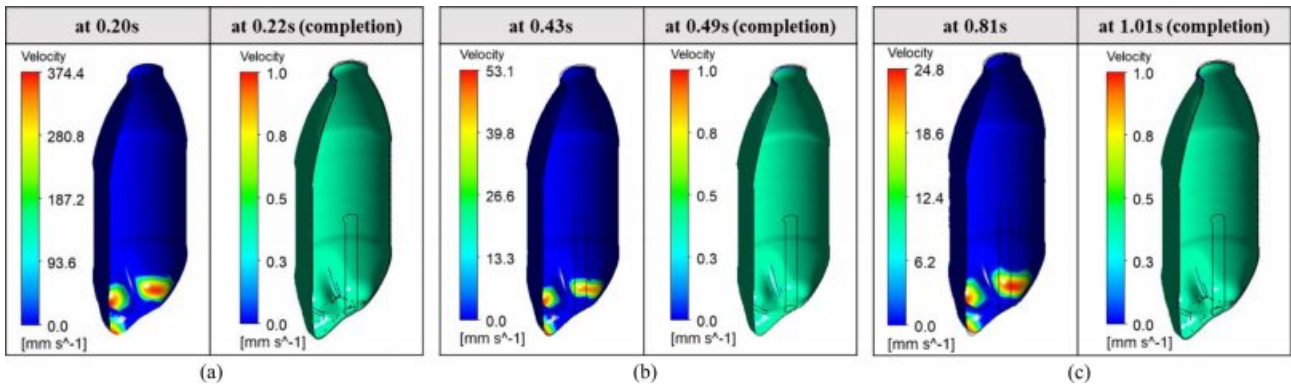 at 0.20s
at 0.22s (completion)
at 0.43s
at 0.49s (completion)
at 0.81s
at 1.01s (completion)
Velocity
374.4
280.8
187.2
93.6
0.0
[mm s^-1]
Velocity
1.0
0.8
0.5
0.3
0.0
[mm s^-1]
Velocity
53.1
39.8
26.6
13.3
0.0
[mm s^-1]
Velocity
1.0
0.8
0.5
0.3
0.0
[mm s^-1]
Velocity
24.8
18.6
12.4
6.2
0.0
[mm s^-1]
Velocity
1.0
0.8
0.5
0.3
0.0
[mm s^-1]
(a)
(b)
(c)